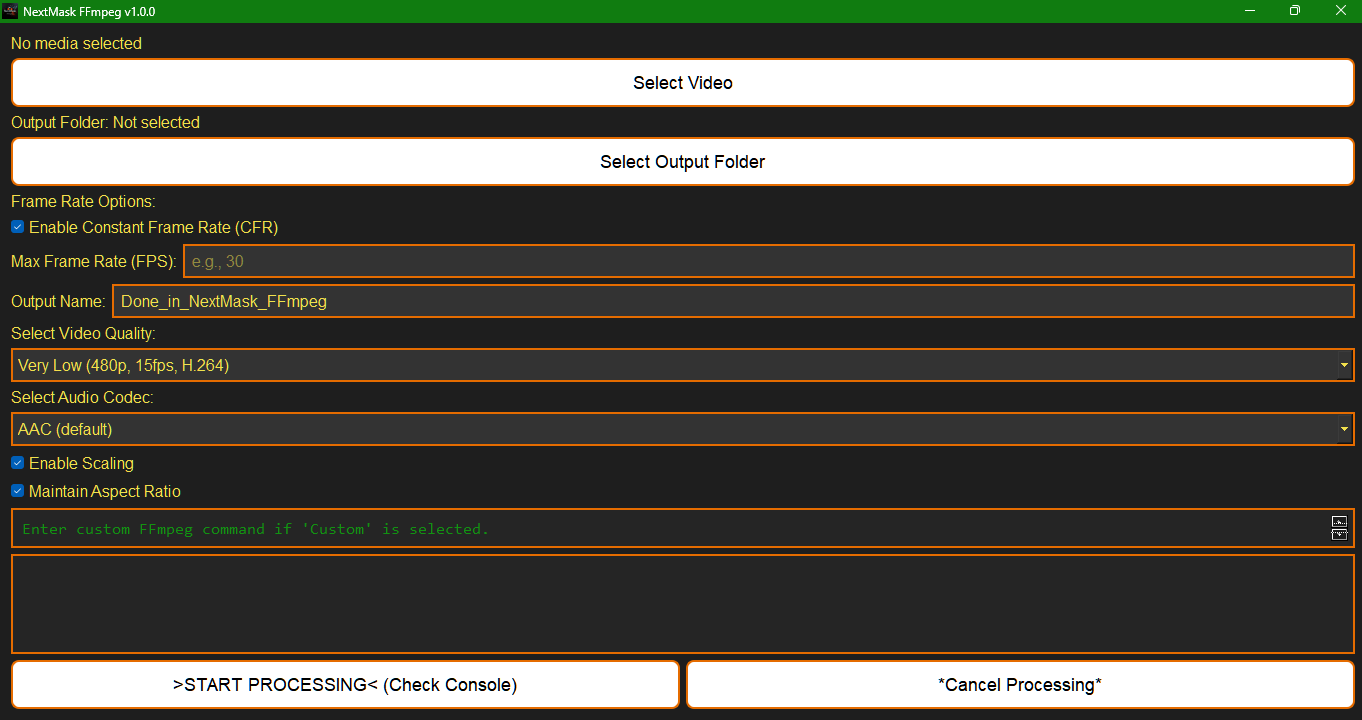 NextMask FFmpeg v1.0.0
No media selected
Select Video
Output Folder: Not selected
Select Output Folder
Frame Rate Options:
Enable Constant Frame Rate (CFR)
Max Frame Rate (FPS): e.g., 30
Output Name: Done_in_NextMask_FFmpeg
Select Video Quality:
Very Low (480p, 15fps, H.264)
Select Audio Codec:
AAC (default)
Enable Scaling
Maintain Aspect Ratio
Enter custom FFmpeg command if 'Custom' is selected.
>START PROCESSING< (Check Console) *Cancel Processing*